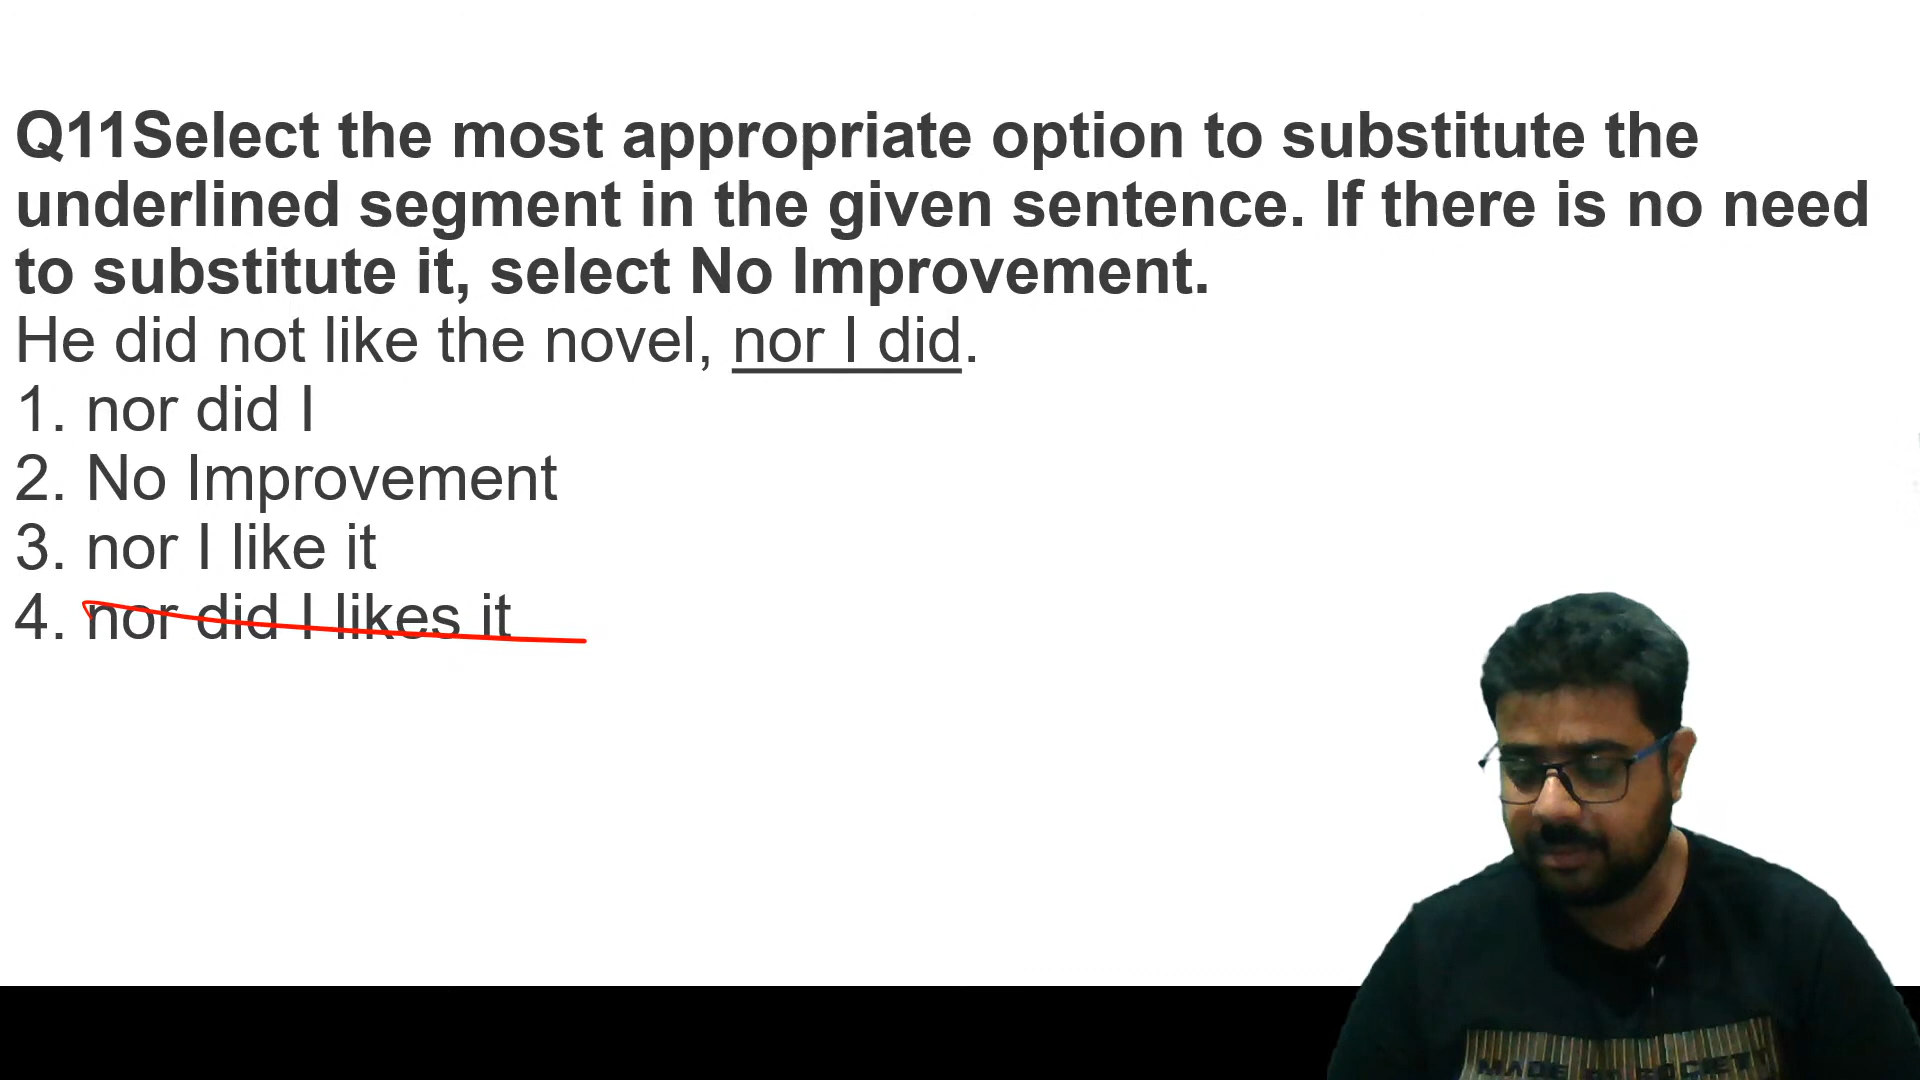 Q11Select the most appropriate option to substitute the
underlined segment in the given sentence. If there is no need
to substitute it, select No Improvement.
He did not like the novel, nor I did.
1. nor did I
2. No Improvement
3. nor I like it
4. nor did I likes it
MADE
SOCIETY